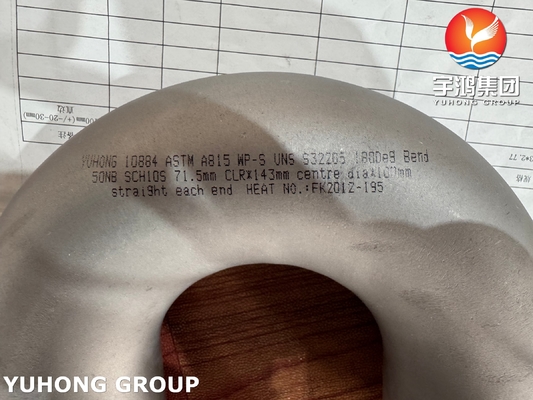 宇鸿集团
YUHONG GROUP
YUHONG 10884 ASTM A815 WP-S UNS S32205 180DeG Bend
50NB SCH10S 71.5mm CLR*143mm centre dia*100mm
straight each end HEAT NO.:FK2012-195
YUHONG GROUP